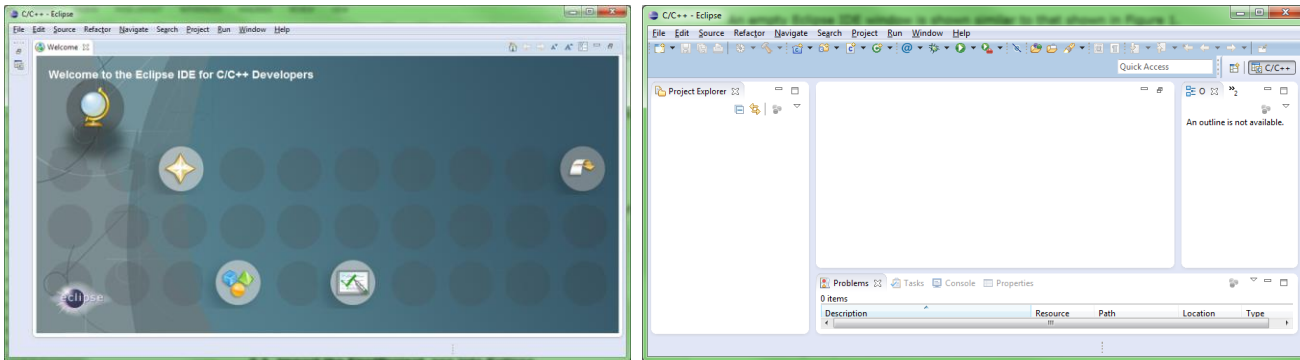 C/C++ - Eclipse
File Edit Source Refactor Navigate Search Project Run Window Help
Welcome
Welcome to the Eclipse IDE for C/C++ Developers
eclipse
C/C++ - Eclipse
An empty Eclipse IDE window is shown similar to that shown in Figure 1.
File Edit Source Refactor Navigate Search Project Run Window Help
Quick Access
C/C++
Project Explorer
O
»2
An outline is not available.
Problems Tasks Console Properties
0 items
Description Resource Path Location Type